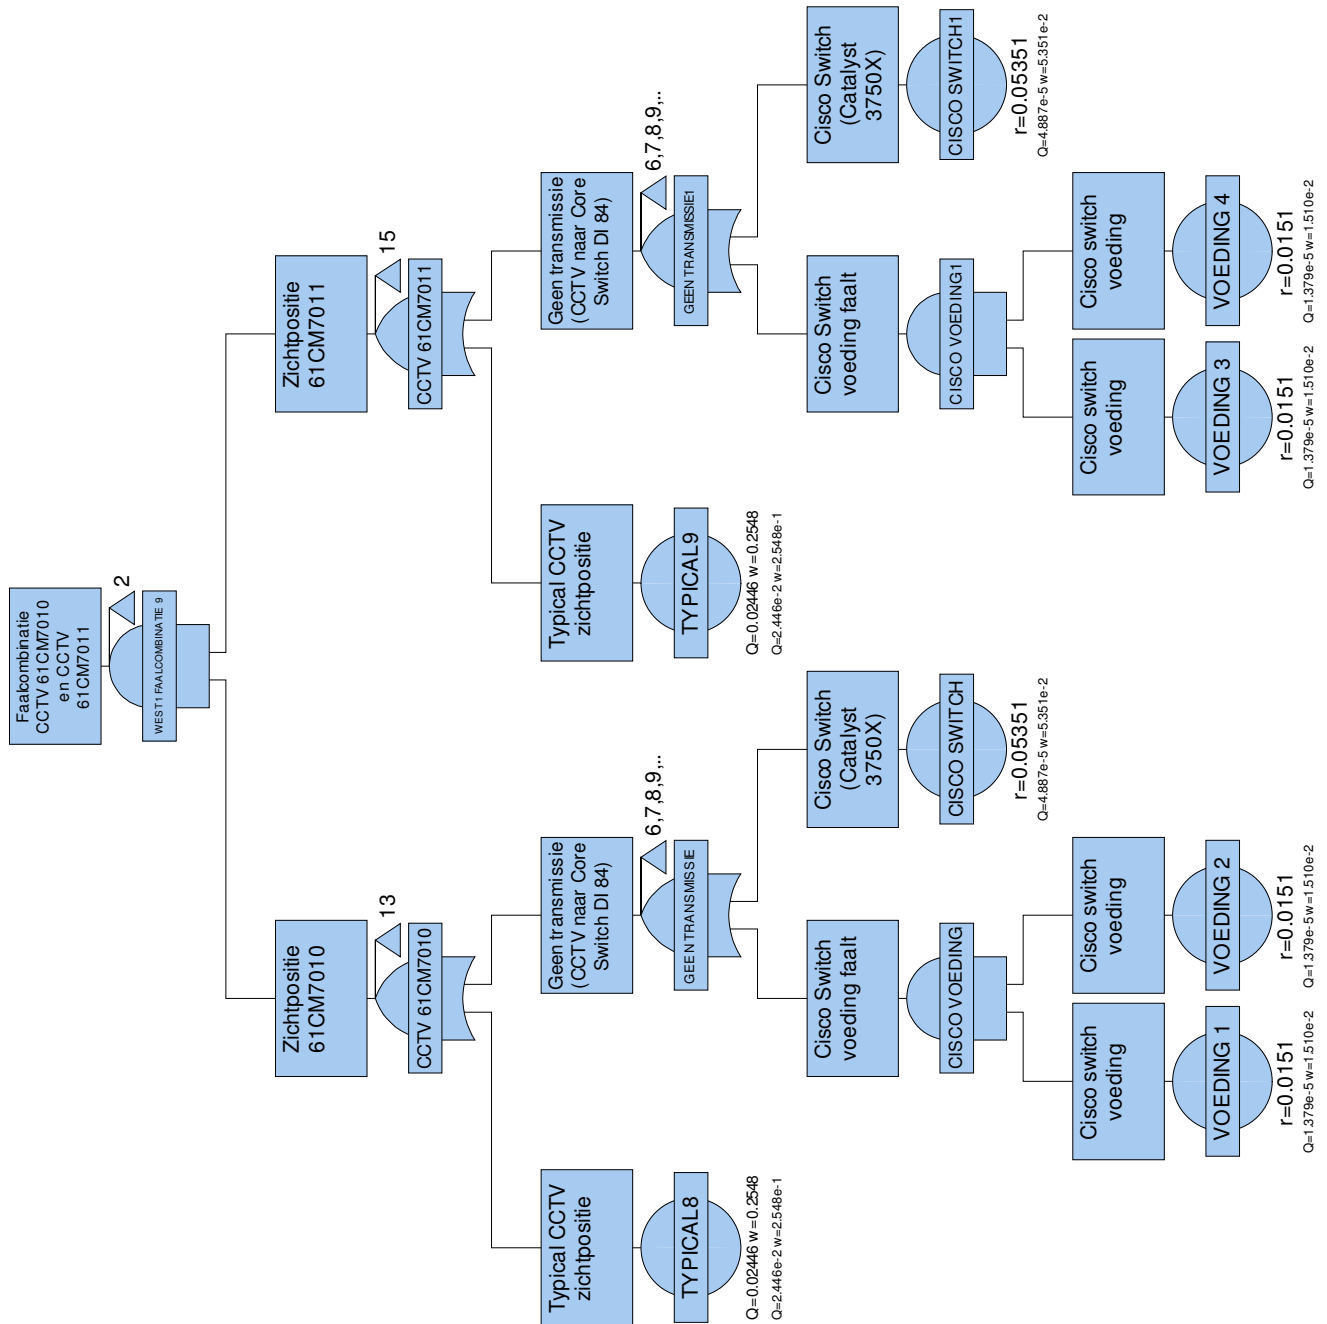 Faalcombinatie
CCTV 61CM7010
en CCTV
61CM7011
2
WEST1 FAALCOMBINATIE 9
Zichtpositie
61CM7010
13
CCTV 61CM7010
Zichtpositie
61CM7011
15
CCTV 61CM7011
Typical CCTV
zichtpositie
TYPICAL8
Q=0.02446 w=0.2548
Q=2.446e-2 w=2.548e-1
Geen transmissie
(CCTV naar Core
Switch DI 84)
6,7,8,9,..
GEEN TRANSMISSIE
Typical CCTV
zichtpositie
TYPICAL9
Q=0.02446 w=0.2548
Q=2.446e-2 w=2.548e-1
Geen transmissie
(CCTV naar Core
Switch DI 84)
6,7,8,9,..
GEEN TRANSMISSIE1
Cisco Switch
voeding faalt
CISCO VOEDING
Cisco Switch
(Catalyst
3750X)
CISCO SWITCH
r=0.05351
Q=4.887e-5 w=5.351e-2
Cisco Switch
voeding faalt
CISCO VOEDING1
Cisco Switch
(Catalyst
3750X)
CISCO SWITCH1
r=0.05351
Q=4.887e-5 w=5.351e-2
Cisco switch
voeding
VOEDING 1
r=0.0151
Q=1.379e-5 w=1.510e-2
Cisco switch
voeding
VOEDING 2
r=0.0151
Q=1.379e-5 w=1.510e-2
Cisco switch
voeding
VOEDING 3
r=0.0151
Q=1.379e-5 w=1.510e-2
Cisco switch
voeding
VOEDING 4
r=0.0151
Q=1.379e-5 w=1.510e-2